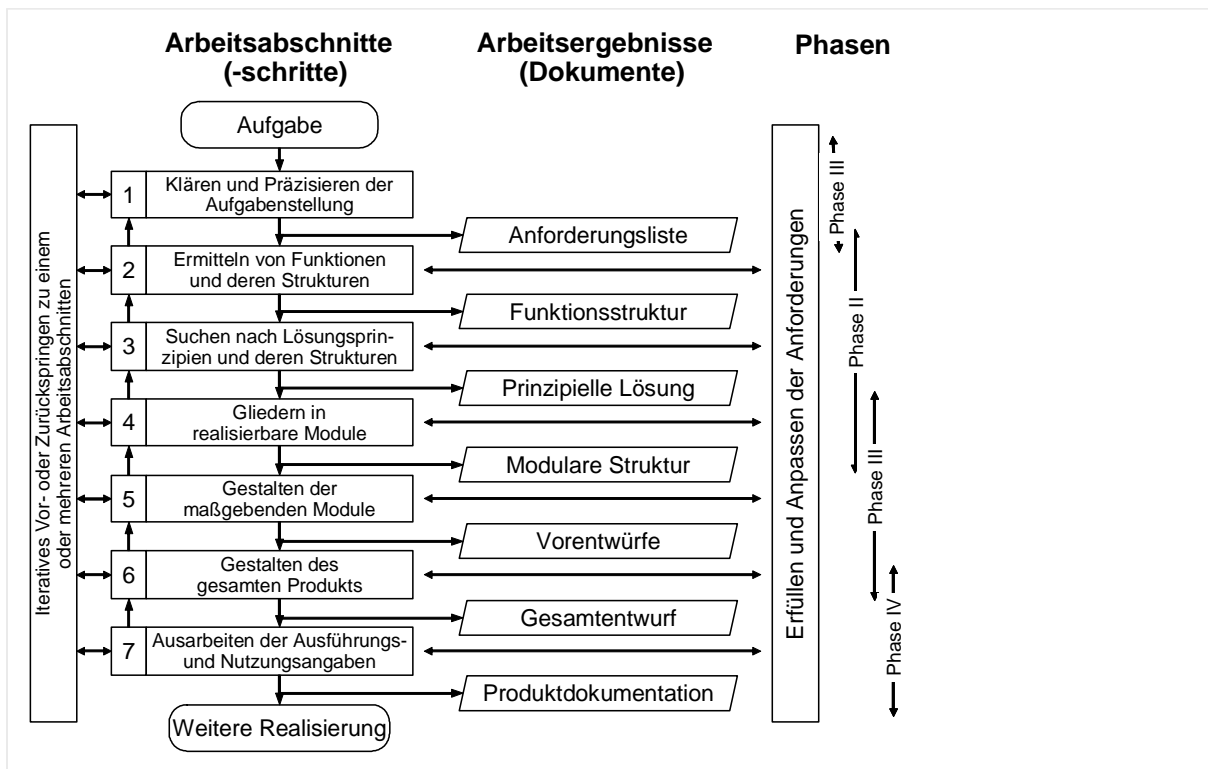 Arbeitsabschnitte
(-schritte)
Arbeitsergebnisse
(Dokumente)
Phasen
Aufgabe
Iteratives Vor- oder Zurückspringen zu einem
oder mehreren Arbeitsabschnitten
1
Klären und Präzisieren der
Aufgabenstellung
Anforderungsliste
2
Ermitteln von Funktionen
und deren Strukturen
Funktionsstruktur
3
Suchen nach Lösungsprin-
zipien und deren Strukturen
Prinzipielle Lösung
4
Gliedern in
realisierbare Module
Modulare Struktur
5
Gestalten der
maßgebenden Module
Vorentwürfe
6
Gestalten des
gesamten Produkts
Gesamtentwurf
7
Ausarbeiten der Ausführungs-
und Nutzungsangaben
Produktdokumentation
Weitere Realisierung
Erfüllen und Anpassen der Anforderungen
Phase III
Phase II
Phase III
Phase IV